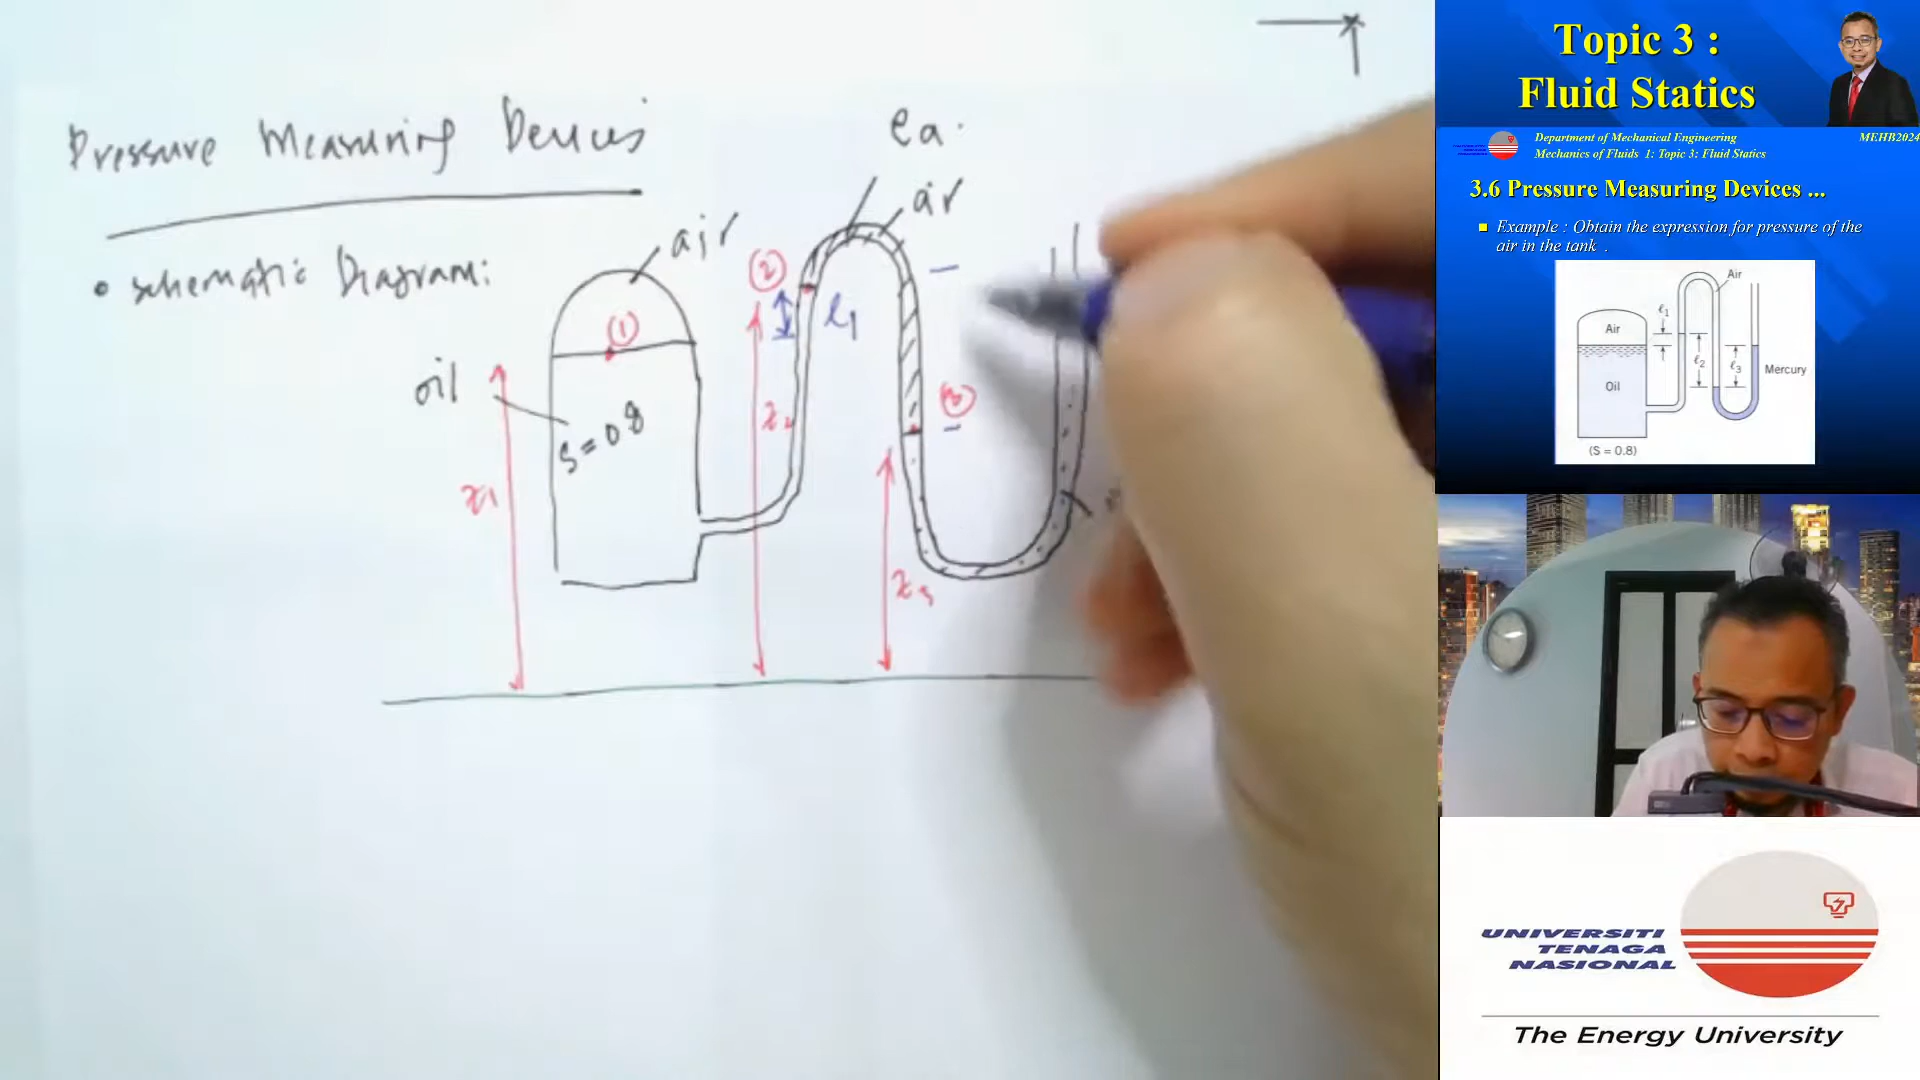 Pressure Measuring Devices
ea.
• schematic Diagram:
air
air
②
①
l1
oil
S = 0.8
z2
③
z1
z3
Topic 3 :
Fluid Statics
Department of Mechanical Engineering
MEHB2024
Mechanics of Fluids 1: Topic 3: Fluid Statics
3.6 Pressure Measuring Devices ...
Example : Obtain the expression for pressure of the
air in the tank .
Air
ℓ1
Air
ℓ2
ℓ3
Mercury
Oil
(S = 0.8)
UNIVERSITI
TENAGA
NASIONAL
The Energy University